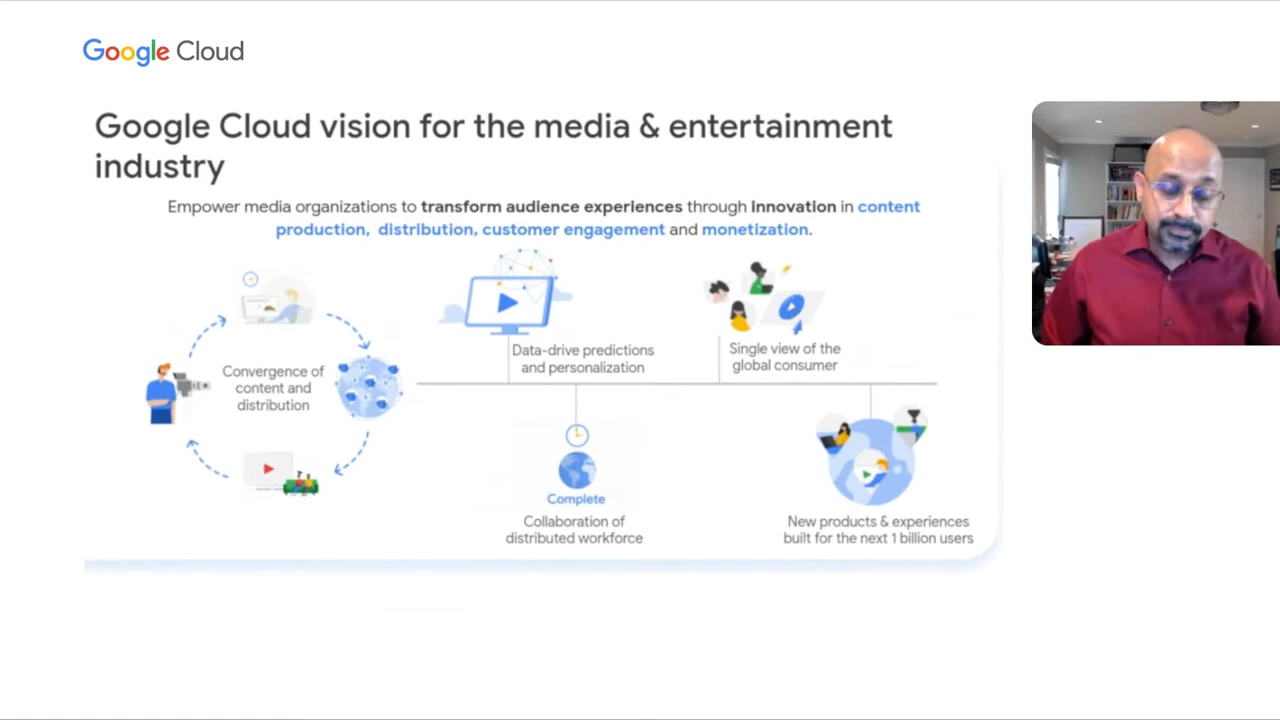 Google Cloud
Google Cloud vision for the media & entertainment
industry
Empower media organizations to transform audience experiences through innovation in content
production, distribution, customer engagement and monetization.
Convergence of
content and
distribution
Data-drive predictions
and personalization
Single view of the
global consumer
Complete
Collaboration of
distributed workforce
New products & experiences
built for the next 1 billion users